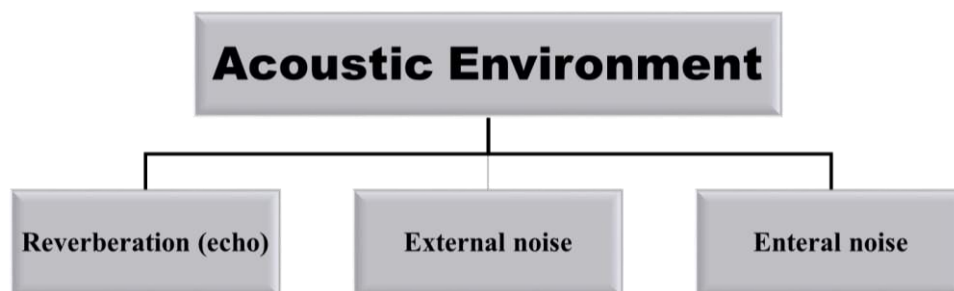 Acoustic Environment
Reverberation (echo)
External noise
Enteral noise